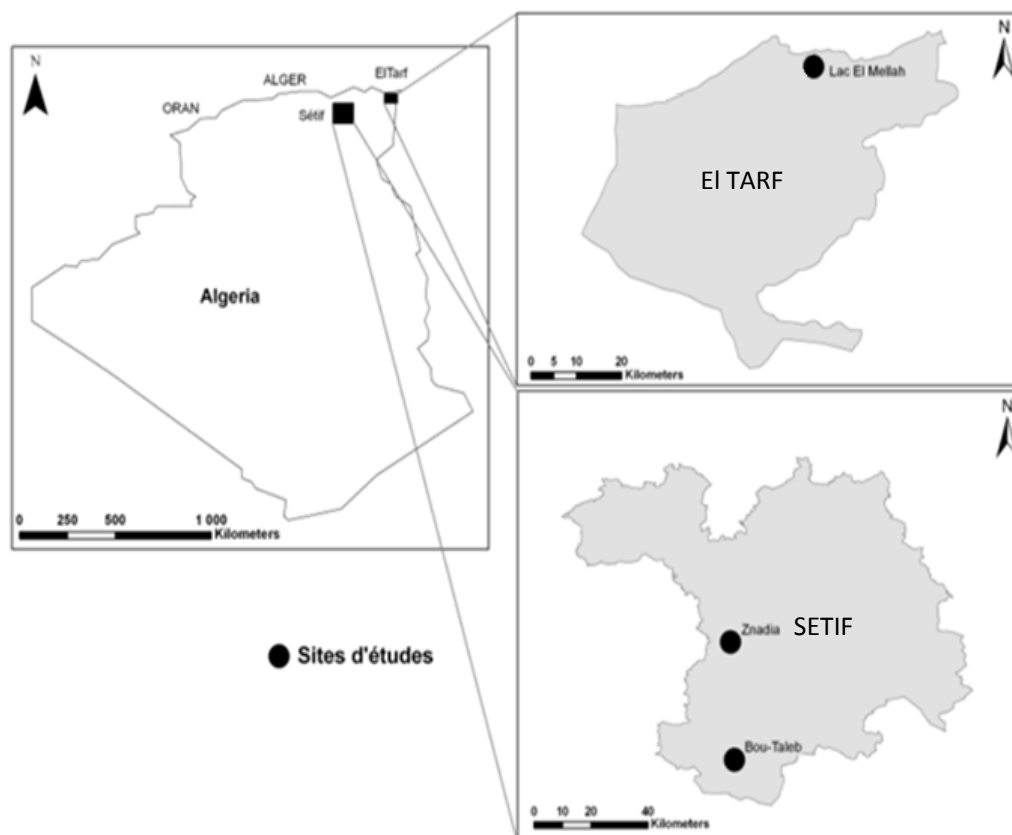 N
ALGER
ElTarf
ORAN
Sétif
Algeria
0 250 500 1 000
Kilometers
N
Lac El Mellah
El TARF
0 5 10 20
Kilometers
N
Znadia
SETIF
Bou-Taleb
0 10 20 40
Kilometers
Sites d'études